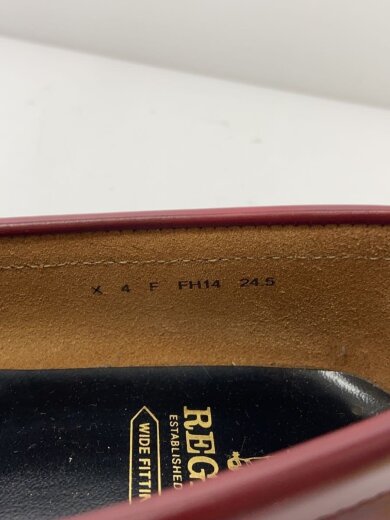 X 4 F FH14 24.5
REG
ESTABLISHED
WIDE FITTIN